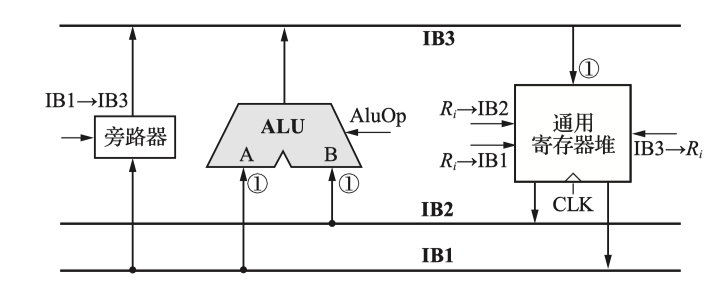 IB3
①
IB1→IB3
旁路器
ALU
A
B
AluOp
①
①
Rᵢ→IB2
Rᵢ→IB1
通用
寄存器堆
IB3→Rᵢ
CLK
IB2
IB1